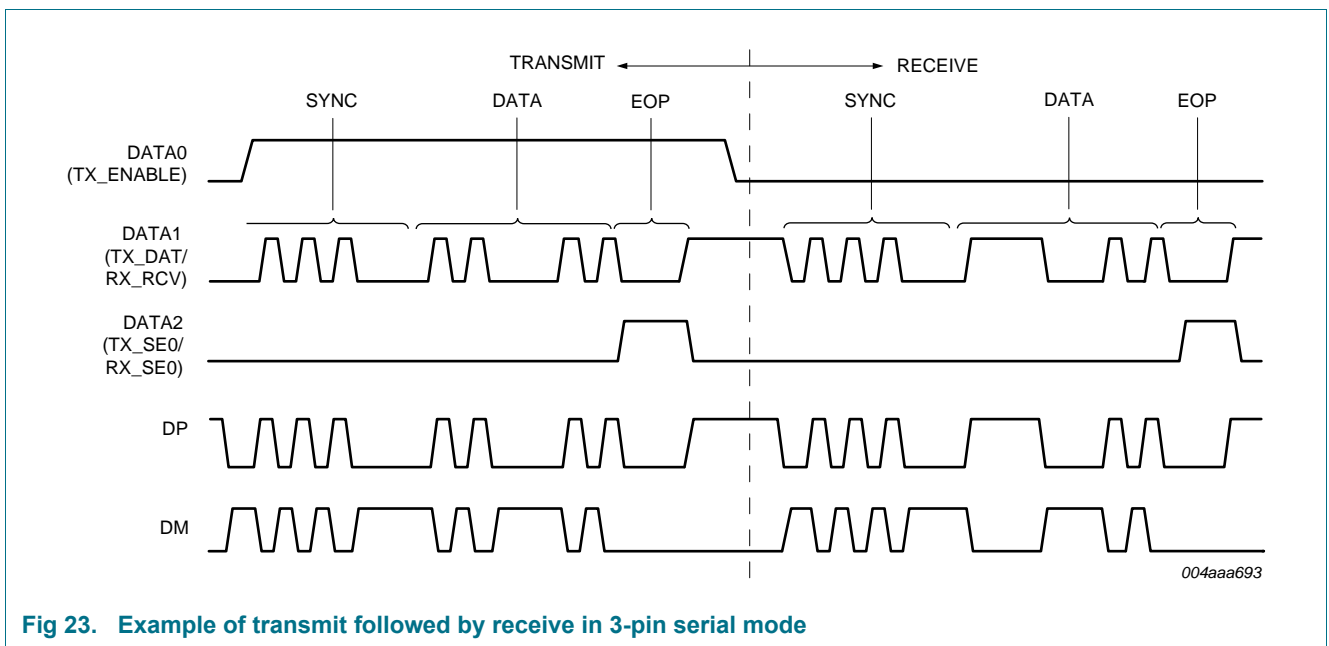 TRANSMIT
RECEIVE
SYNC
DATA
EOP
SYNC
DATA
EOP
DATA0
(TX_ENABLE)
DATA1
(TX_DAT/
RX_RCV)
DATA2
(TX_SE0/
RX_SE0)
DP
DM
004aaa693
Fig 23. Example of transmit followed by receive in 3-pin serial mode